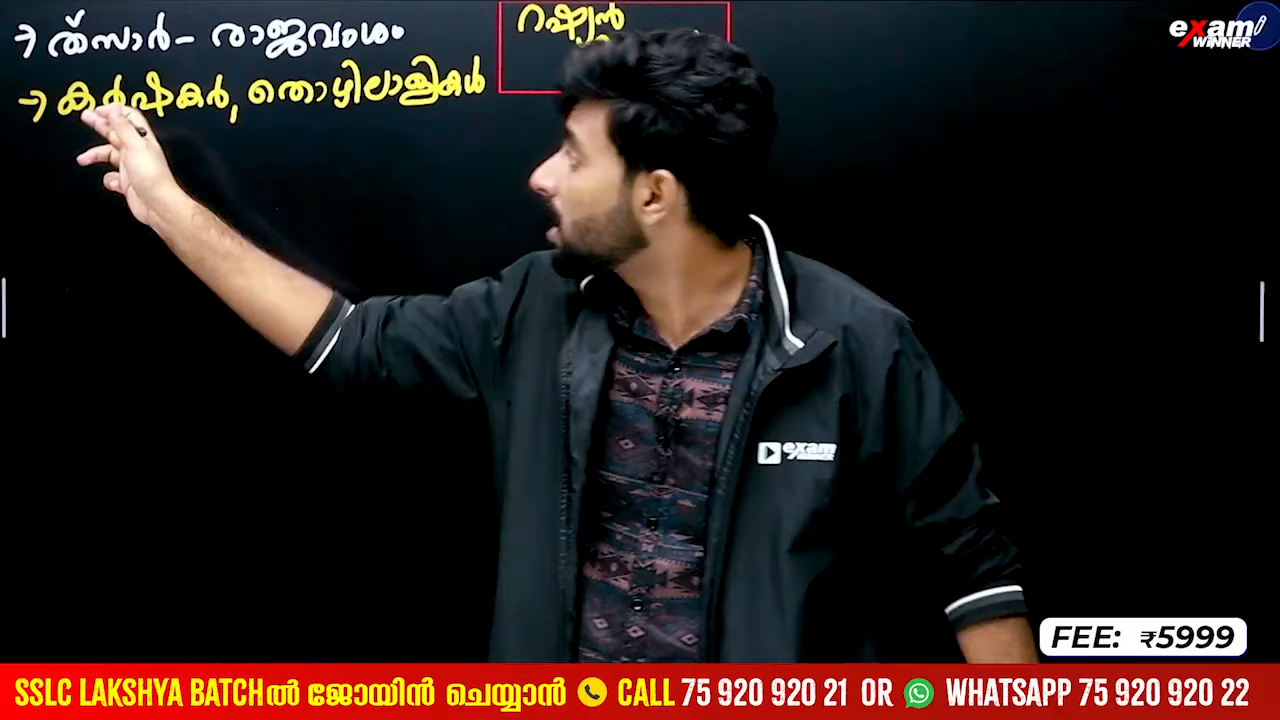 → ത്സാർ - രാജവംശം
→ കർഷകർ, തൊഴിലാളികൾ
റഷ്യൻ
exam WINNER
exam WINNER
FEE: ₹5999
SSLC LAKSHYA BATCHൽ ജോയിൻ ചെയ്യാൻ CALL 75 920 920 21 OR WHATSAPP 75 920 920 22